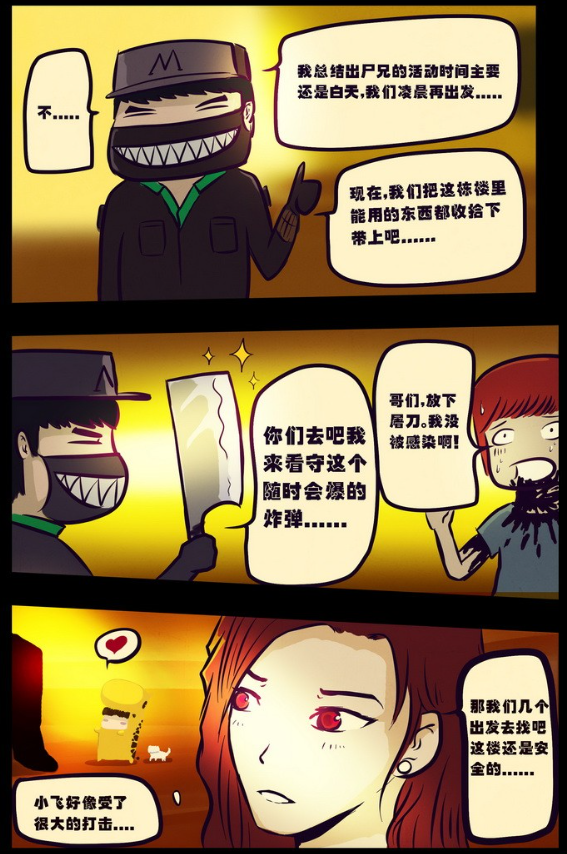 不.....
我总结出尸兄的活动时间主要
还是白天,我们凌晨再出发.....
现在,我们把这栋楼里
能用的东西都收给下
带上吧......
M
你们去吧我
来看守这个
随时会爆的
炸弹......
哥们,放下
屠刀。我没
被感染啊!
那我们几个
出发去找吧
这楼还是安
全的......
小飞好像受了
很大的打击....